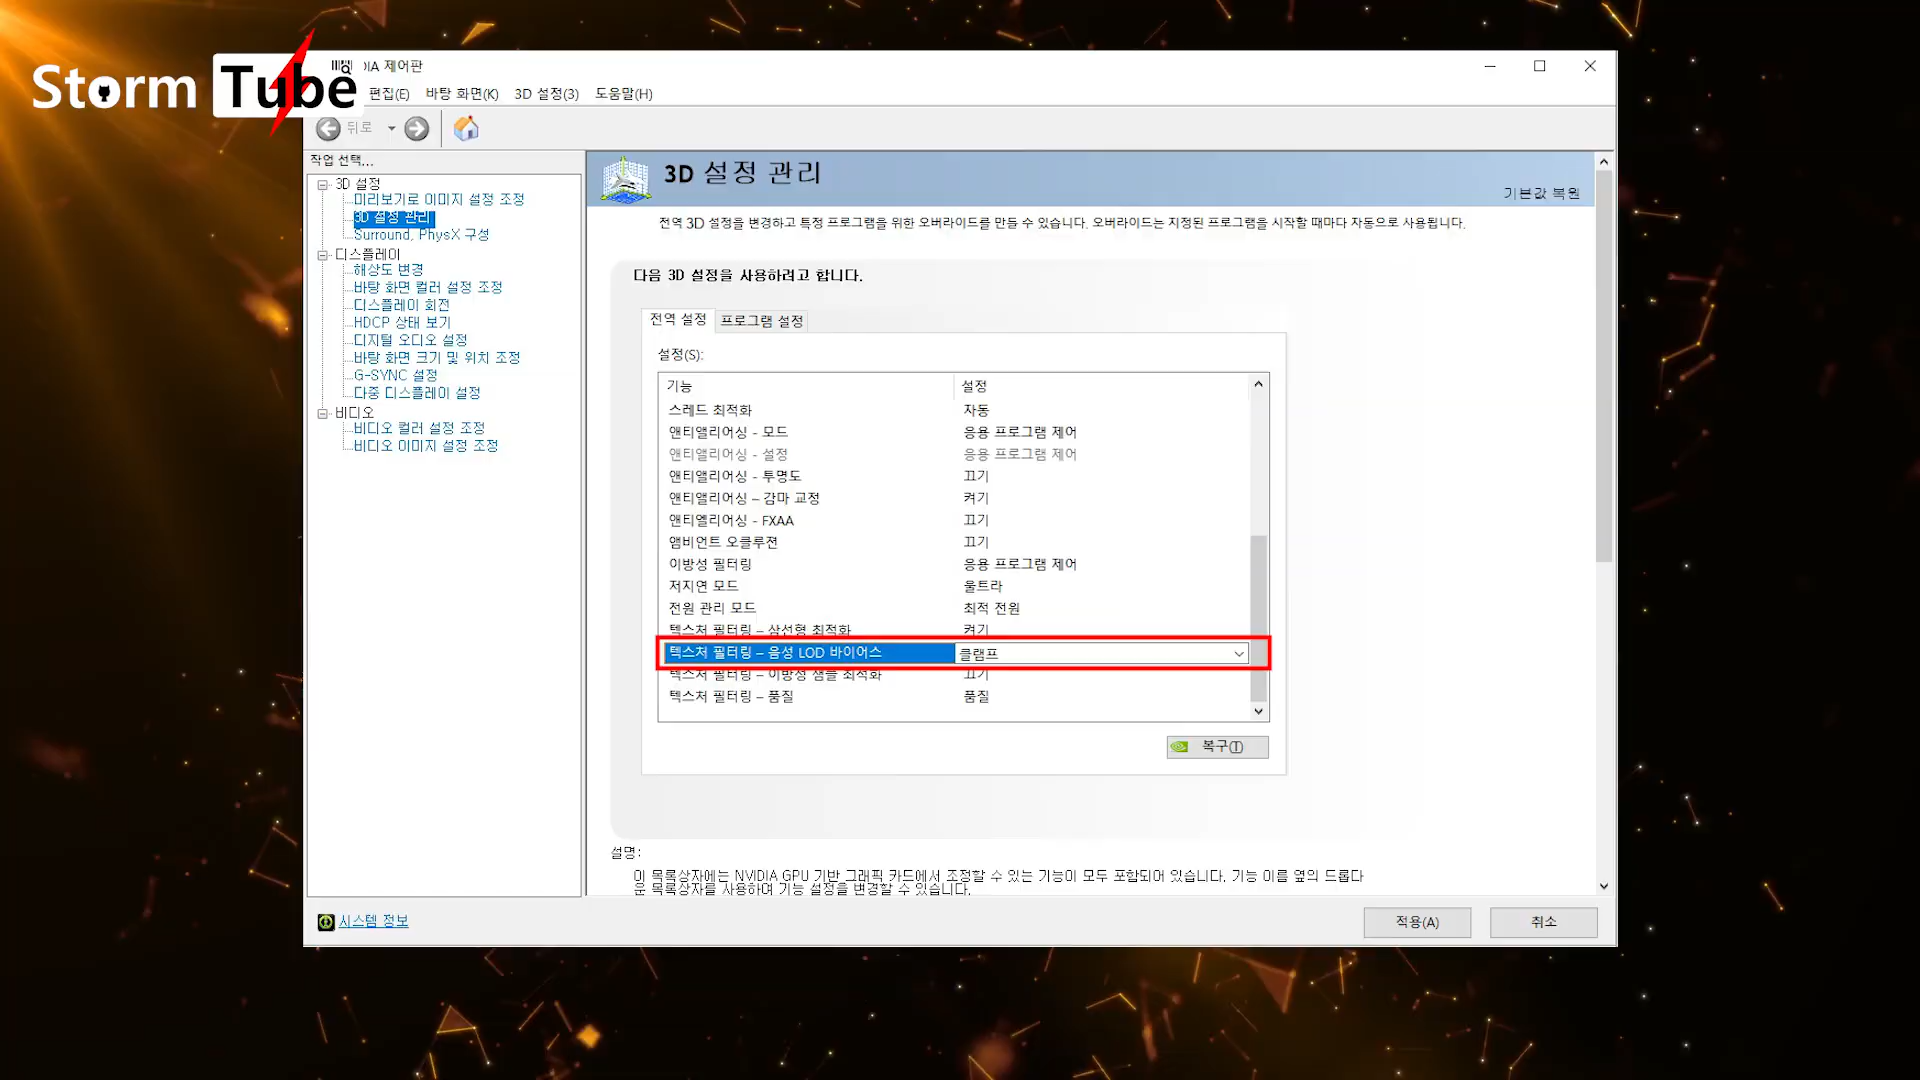 Storm Tube
IA 제어판
편집(E) 바탕 화면(K) 3D 설정(3) 도움말(H)
뒤로
작업 선택...
3D 설정
미리보기로 이미지 설정 조정
3D 설정 관리
Surround, PhysX 구성
디스플레이
해상도 변경
바탕 화면 컬러 설정 조정
디스플레이 회전
HDCP 상태 보기
디지털 오디오 설정
바탕 화면 크기 및 위치 조정
G-SYNC 설정
다중 디스플레이 설정
비디오
비디오 컬러 설정 조정
비디오 이미지 설정 조정
시스템 정보
3D 설정 관리
기본값 복원
전역 3D 설정을 변경하고 특정 프로그램을 위한 오버라이드를 만들 수 있습니다. 오버라이드는 지정된 프로그램을 시작할 때마다 자동으로 사용됩니다.
다음 3D 설정을 사용하려고 합니다.
전역 설정 프로그램 설정
설정(S):
기능 설정
스레드 최적화 자동
앤티앨리어싱 - 모드 응용 프로그램 제어
앤티앨리어싱 - 설정 응용 프로그램 제어
앤티앨리어싱 - 투명도 끄기
앤티앨리어싱 – 감마 교정 켜기
앤티엘리어싱 - FXAA 끄기
앰비언트 오클루젼 끄기
이방성 필터링 응용 프로그램 제어
저지연 모드 울트라
전원 관리 모드 최적 전원
텍스처 필터링 – 삼선형 최적화 켜기
텍스처 필터링 – 음성 LOD 바이어스 클램프
텍스처 필터링 – 이방성 샘플 최적화 끄기
텍스처 필터링 – 품질 품질
복구(T)
설명:
이 목록상자에는 NVIDIA GPU 기반 그래픽 카드에서 조정할 수 있는 기능이 모두 포함되어 있습니다. 기능 이름 옆의 드롭다
운 목록상자를 사용하여 기능 설정을 변경할 수 있습니다.
적용(A) 취소